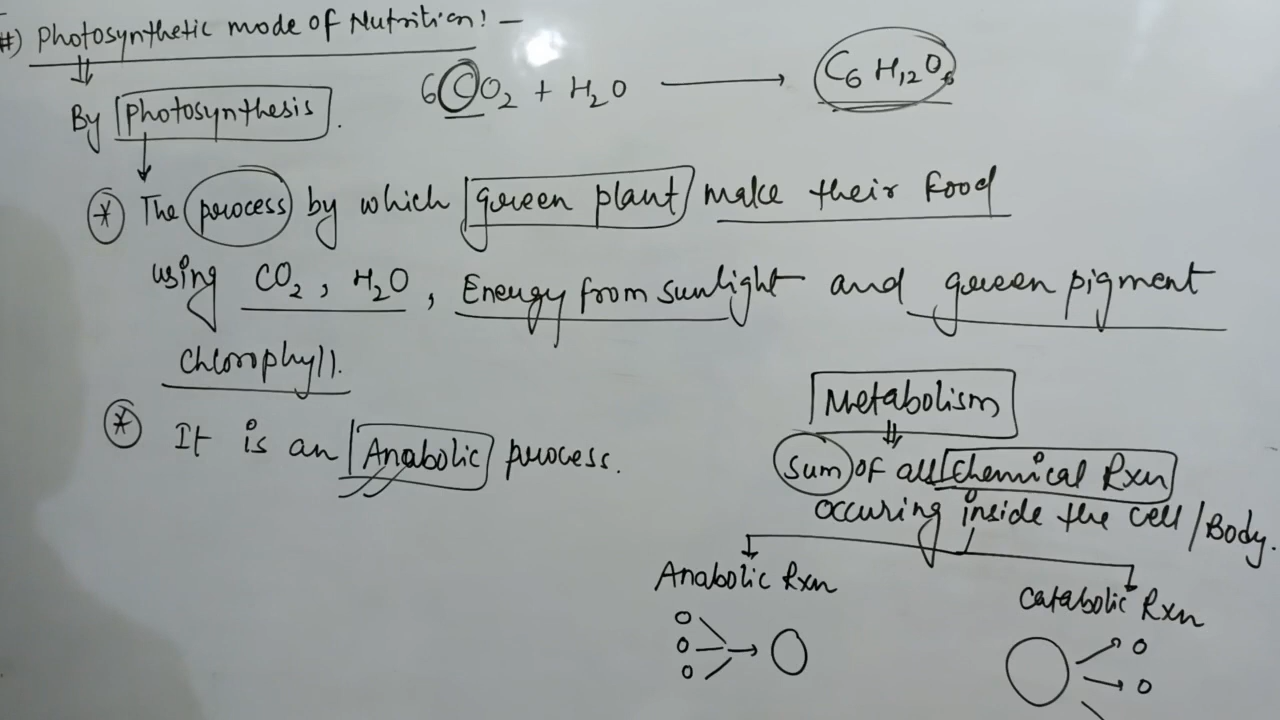 #) Photosynthetic mode of Nutrition! —
6CO2 + H2O ⟶ C6H12O6
By Photosynthesis.
* The process by which green plant make their Food
using CO2, H2O, Energy from sunlight and green pigment
chlorophyll.
* It is an Anabolic process.
Metabolism
sum of all chemical Rxn
occuring inside the cell/Body.
Anabolic Rxn
Catabolic Rxn